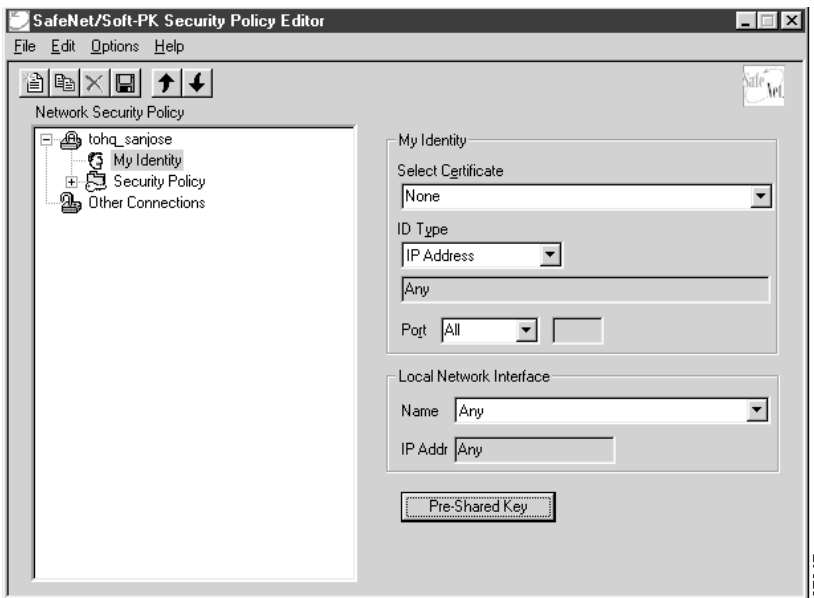 SafeNet/Soft-PK Security Policy Editor
File Edit Options Help
Safe Net.
Network Security Policy
tohq_sanjose
My Identity
Security Policy
Other Connections
My Identity
Select Certificate
None
ID Type
IP Address
Any
Port All
Local Network Interface
Name Any
IP Addr Any
Pre-Shared Key